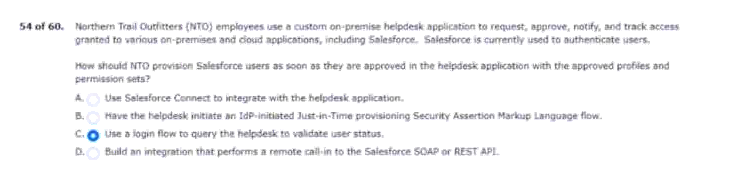 54 of 60. Northern Trail Outfitters (NTO) employees use a custom on-premise helpdesk application to request, approve, notify, and track access
granted to various on-premises and cloud applications, including Salesforce. Salesforce is currently used to authenticate users.
How should NTO provision Salesforce users as soon as they are approved in the helpdesk application with the approved profiles and
permission sets?
A. Use Salesforce Connect to integrate with the helpdesk application.
B. Have the helpdesk initiate an IdP-initiated Just-in-Time provisioning Security Assertion Markup Language flow.
C. Use a login flow to query the helpdesk to validate user status.
D. Build an integration that performs a remote call-in to the Salesforce SOAP or REST API.